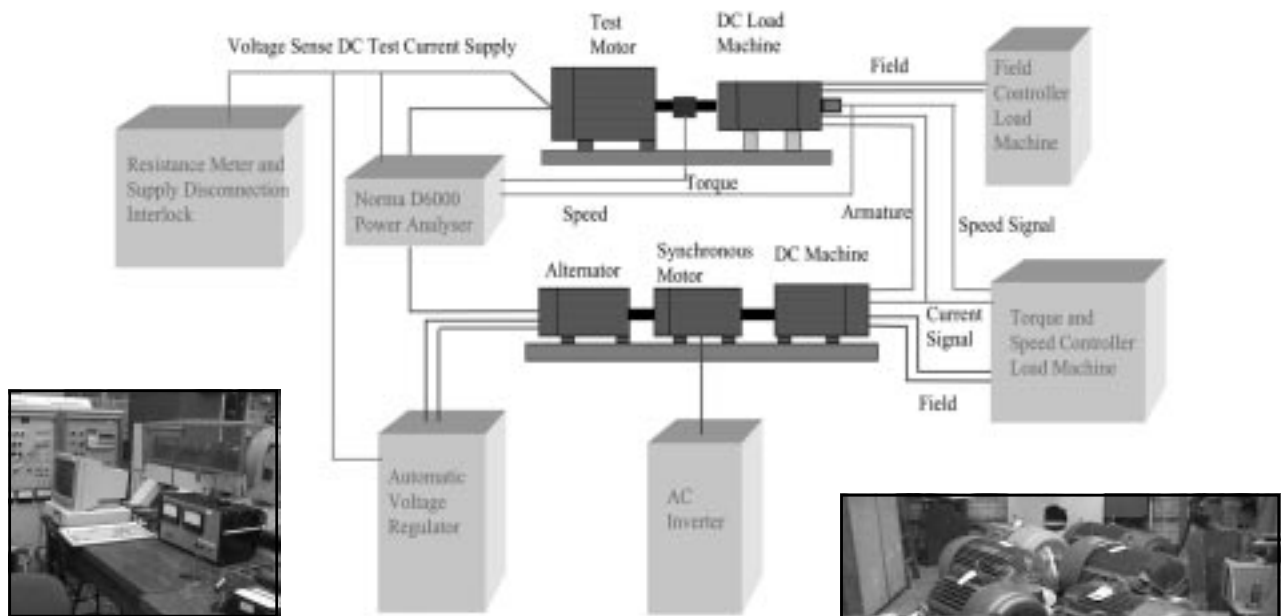 Voltage Sense DC Test Current Supply
Test
Motor
DC Load
Machine
Field
Field
Controller
Load
Machine
Resistance Meter and
Supply Disconnection
Interlock
Norma D6000
Power Analyser
Torque
Speed
Armature
Speed Signal
Alternator
Synchronous
Motor
DC Machine
Current
Signal
Torque and
Speed Controller
Load Machine
Field
Automatic
Voltage
Regulator
AC
Inverter